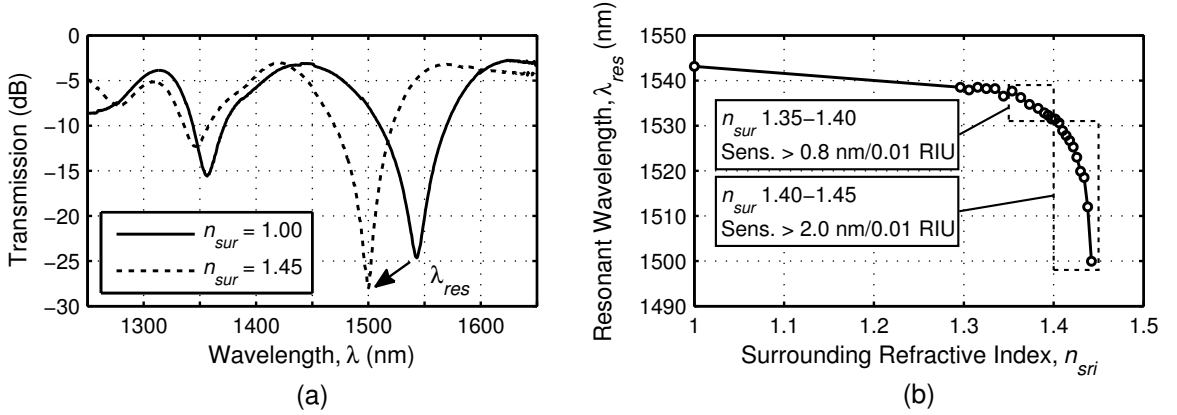 0
−5
−10
−15
−20
−25
−30
Transmission (dB)
n_sur = 1.00
n_sur = 1.45
λ_res
1300
1400
1500
1600
Wavelength, λ (nm)
(a)
1550
1540
1530
1520
1510
1500
1490
Resonant Wavelength, λ_res (nm)
n_sur 1.35−1.40
Sens. > 0.8 nm/0.01 RIU
n_sur 1.40−1.45
Sens. > 2.0 nm/0.01 RIU
1
1.1
1.2
1.3
1.4
1.5
Surrounding Refractive Index, n_sri
(b)